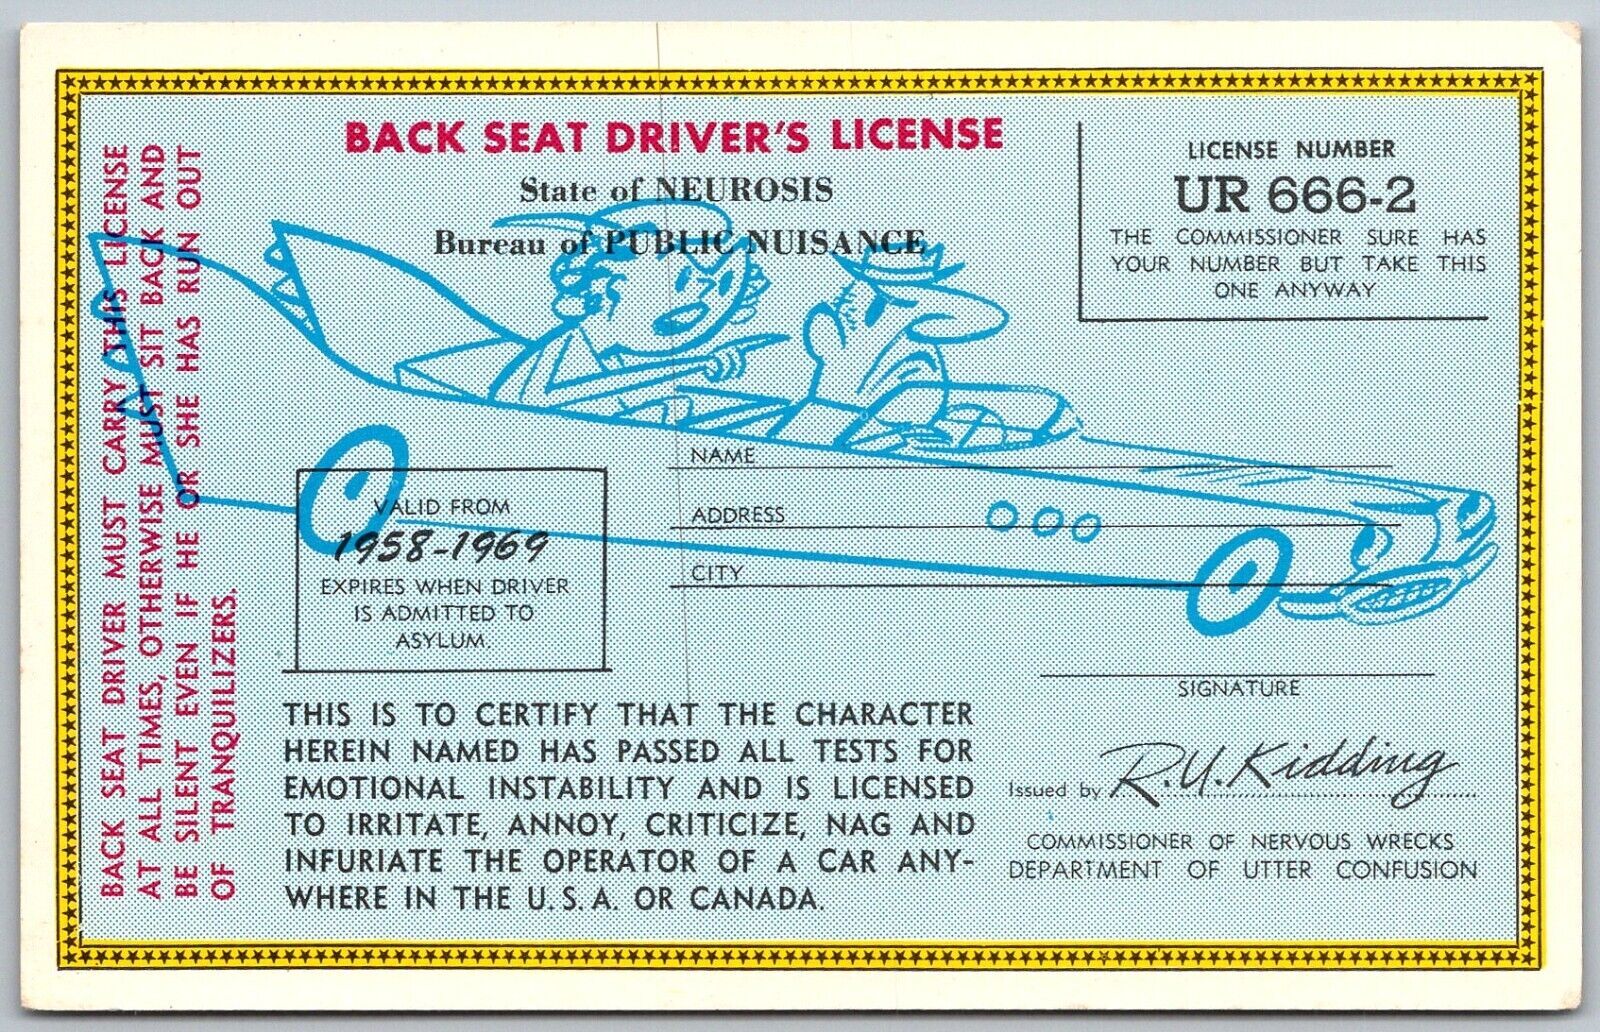 BACK SEAT DRIVER'S LICENSE
State of NEUROSIS
Bureau of PUBLIC NUISANCE
LICENSE NUMBER
UR 666-2
THE COMMISSIONER SURE HAS
YOUR NUMBER BUT TAKE THIS
ONE ANYWAY
BACK SEAT DRIVER MUST CARRY THIS LICENSE
AT ALL TIMES, OTHERWISE MUST SIT BACK AND
BE SILENT EVEN IF HE OR SHE HAS RUN OUT
OF TRANQUILIZERS.
NAME
ADDRESS
CITY
VALID FROM
1958-1969
EXPIRES WHEN DRIVER
IS ADMITTED TO
ASYLUM.
SIGNATURE
THIS IS TO CERTIFY THAT THE CHARACTER
HEREIN NAMED HAS PASSED ALL TESTS FOR
EMOTIONAL INSTABILITY AND IS LICENSED
TO IRRITATE, ANNOY, CRITICIZE, NAG AND
INFURIATE THE OPERATOR OF A CAR ANY-
WHERE IN THE U.S.A. OR CANADA.
Issued by R.U. Kidding
COMMISSIONER OF NERVOUS WRECKS
DEPARTMENT OF UTTER CONFUSION